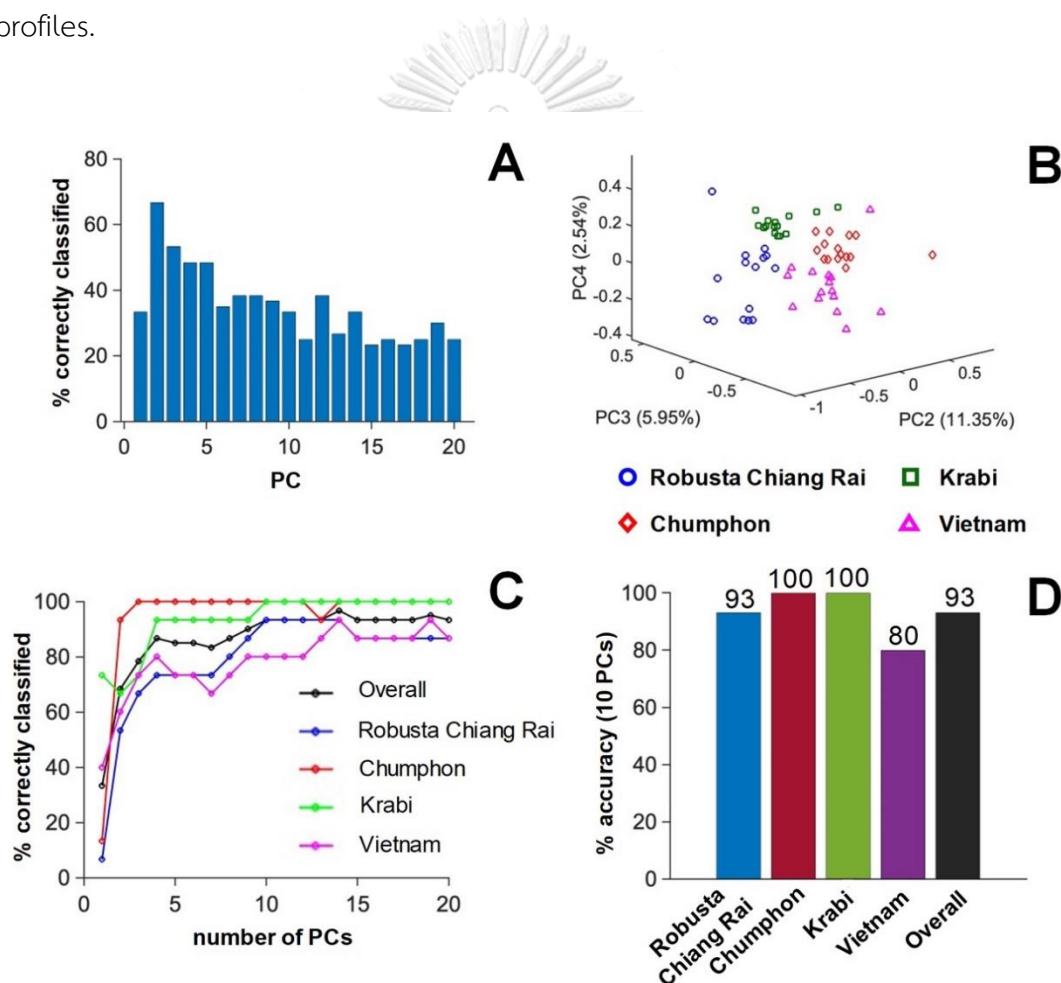 profiles.
A
% correctly classified
80
60
40
20
0
0 5 10 15 20
PC
B
PC4 (2.54%)
0.4
0.2
0
-0.2
-0.4
0.5 0 -0.5
-1 -0.5 0 0.5
PC3 (5.95%)
PC2 (11.35%)
Robusta Chiang Rai
Krabi
Chumphon
Vietnam
C
% correctly classified
100
80
60
40
20
0
0 5 10 15 20
number of PCs
Overall
Robusta Chiang Rai
Chumphon
Krabi
Vietnam
D
% accuracy (10 PCs)
100
80
60
40
20
0
93 100 100 80 93
Robusta
Chiang Rai
Chumphon
Krabi
Vietnam
Overall